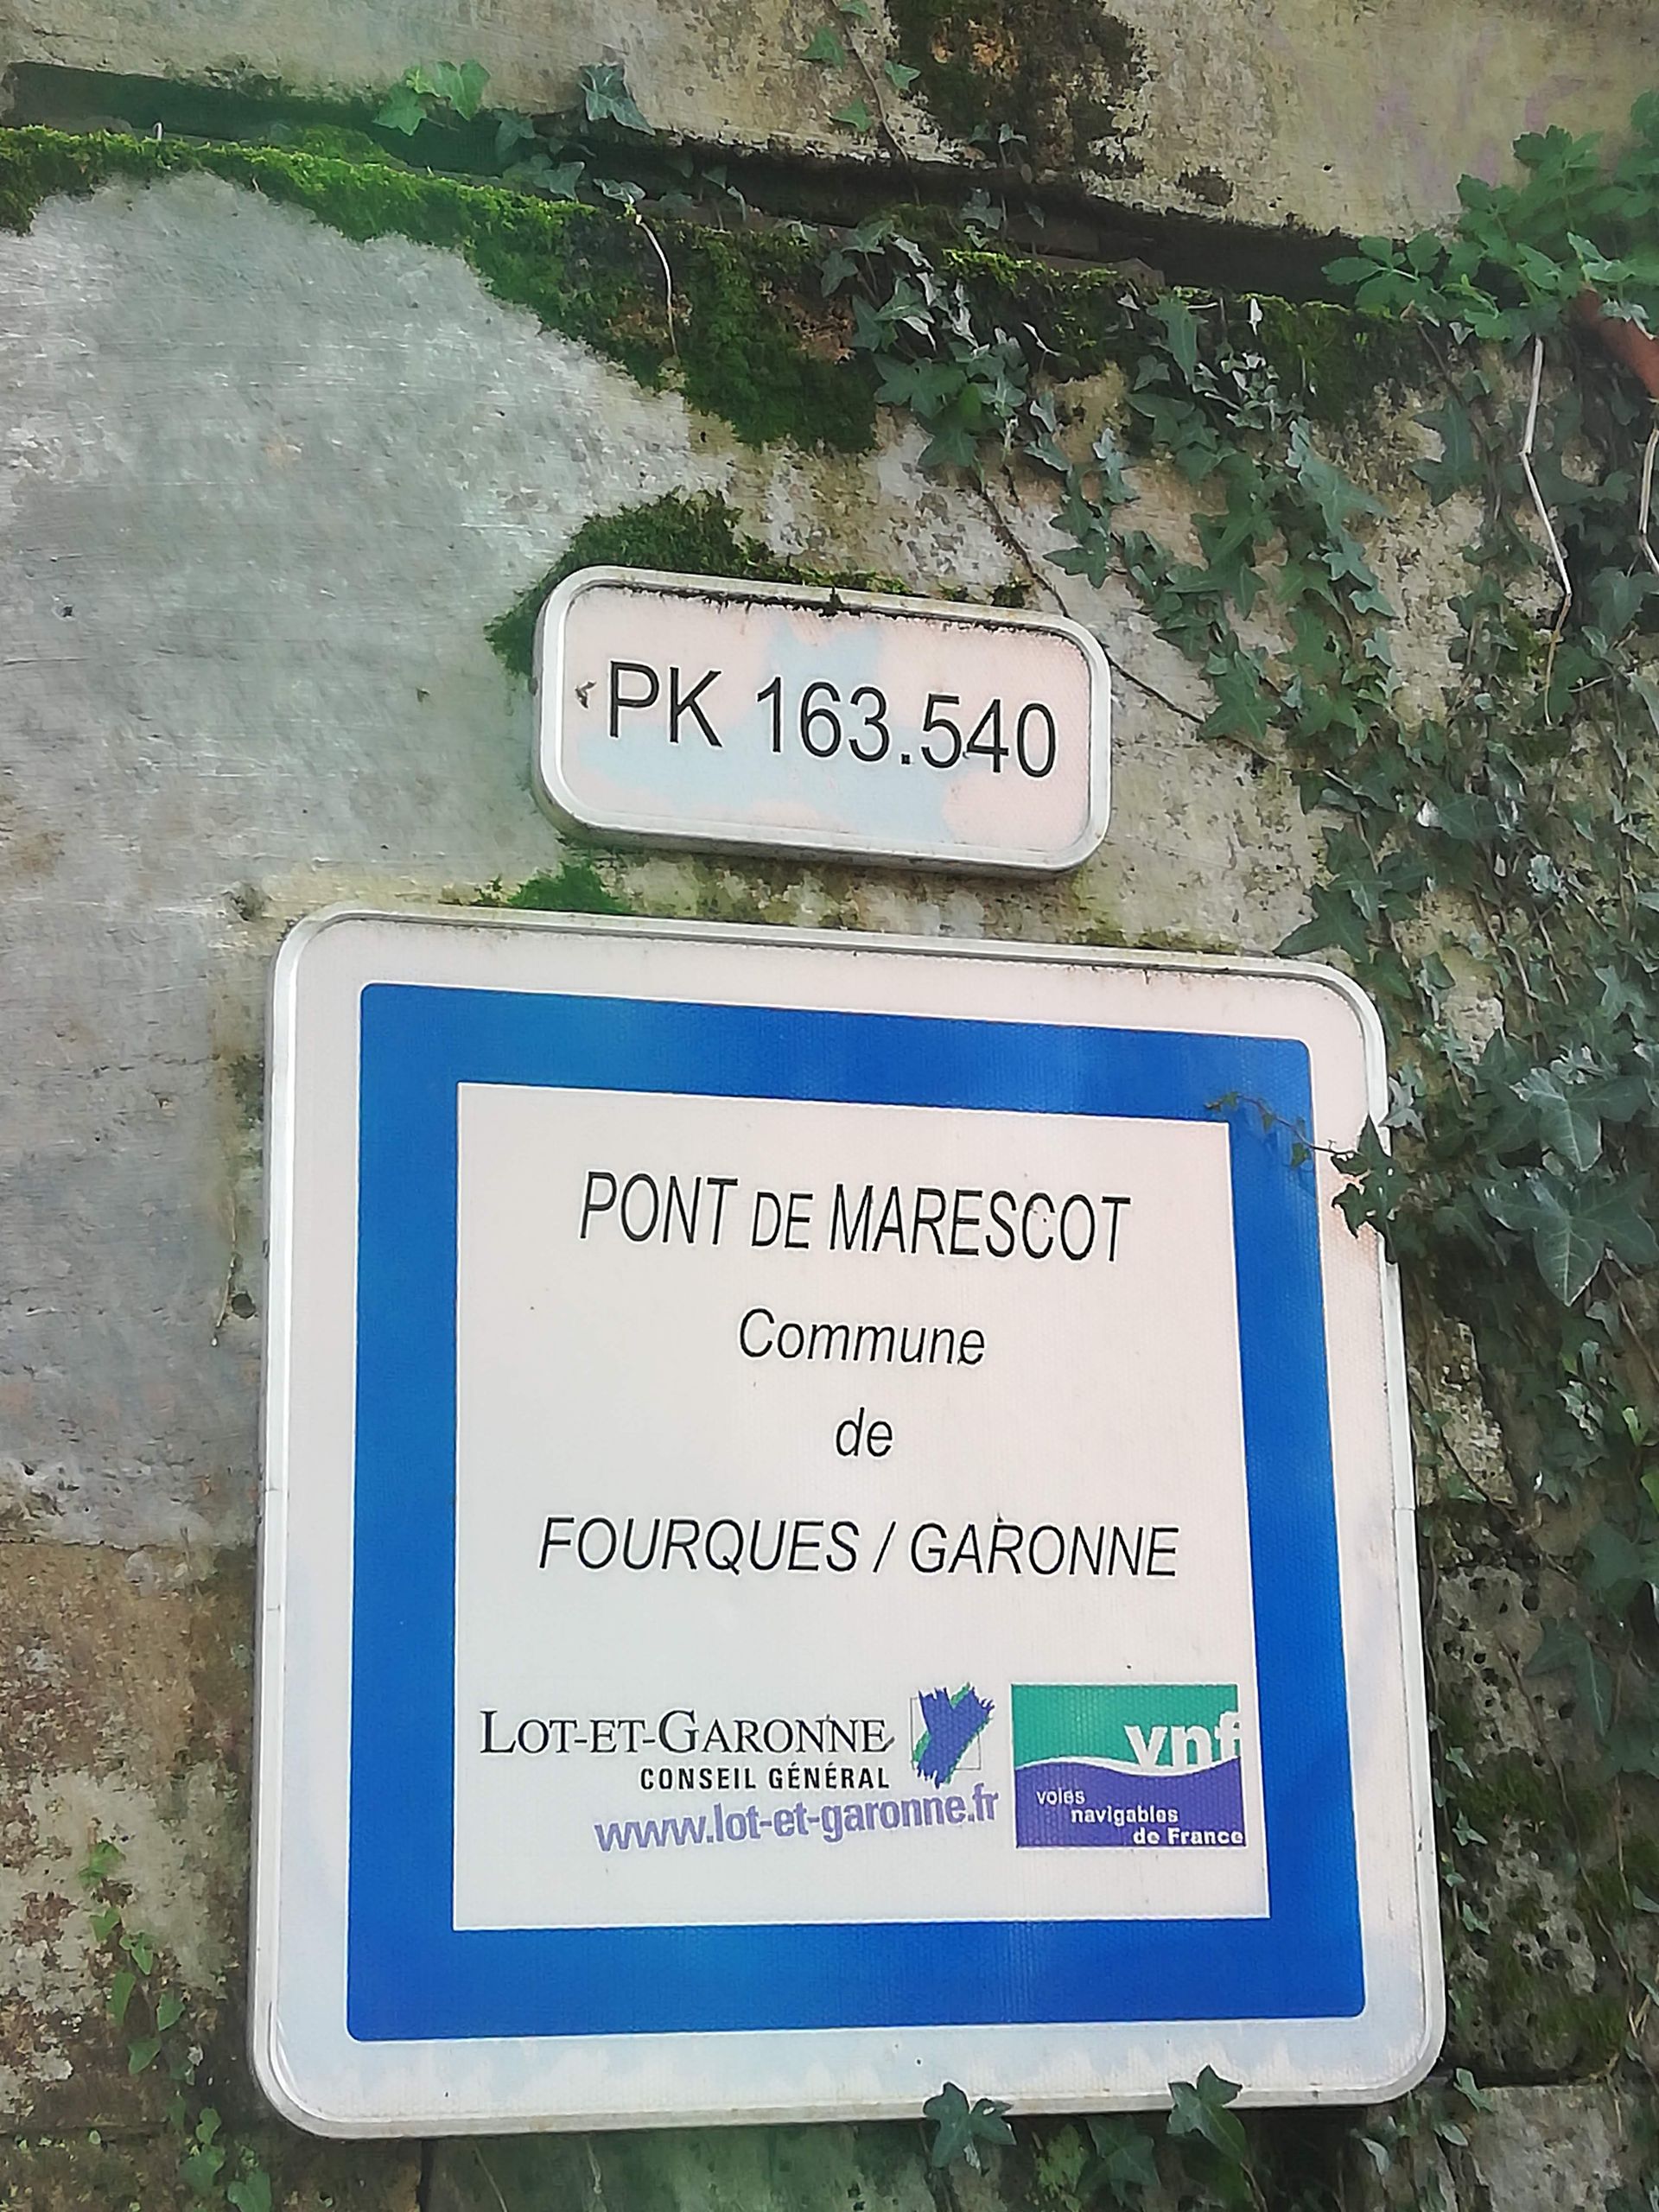 PK 163.540
PONT DE MARESCOT
Commune
de
FOURQUES / GARONNE
LOT-ET-GARONNE
CONSEIL GÉNÉRAL
www.lot-et-garonne.fr
vnf
voies
navigables
de France